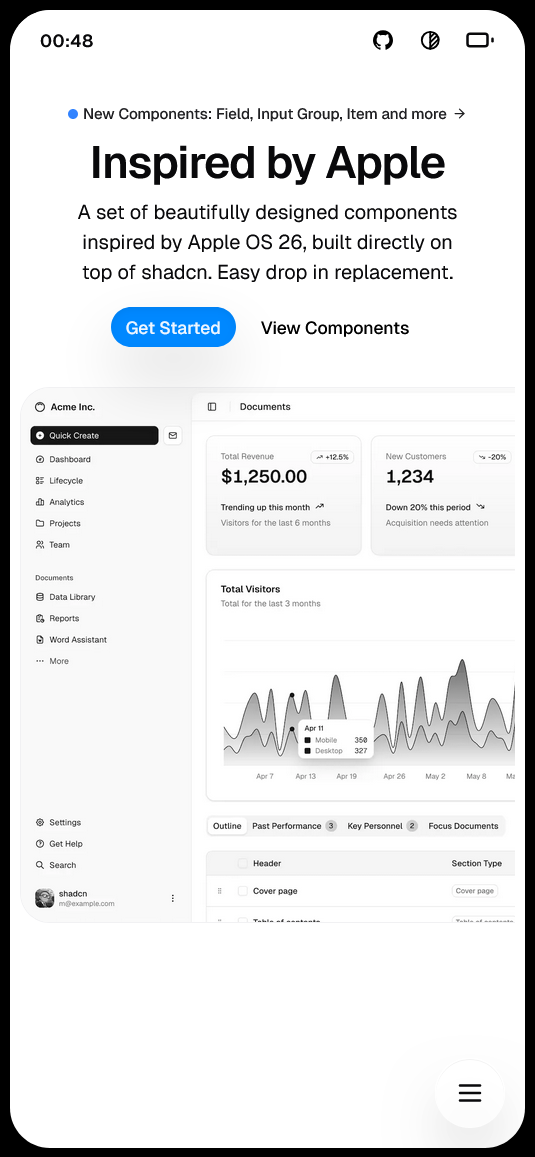 00:48
New Components: Field, Input Group, Item and more →
Inspired by Apple
A set of beautifully designed components
inspired by Apple OS 26, built directly on
top of shadcn. Easy drop in replacement.
Get Started
View Components
Acme Inc.
Quick Create
Dashboard
Lifecycle
Analytics
Projects
Team
Documents
Data Library
Reports
Word Assistant
More
Settings
Get Help
Search
shadcn
m@example.com
Documents
Total Revenue
+12.5%
$1,250.00
Trending up this month
Visitors for the last 6 months
New Customers
-20%
1,234
Down 20% this period
Acquisition needs attention
Total Visitors
Total for the last 3 months
Apr 11
Mobile 350
Desktop 327
Apr 7 Apr 13 Apr 19 Apr 26 May 2 May 8 Ma
Outline Past Performance 3 Key Personnel 2 Focus Documents
Header Section Type
Cover page Cover page
Table of contents Table of contents